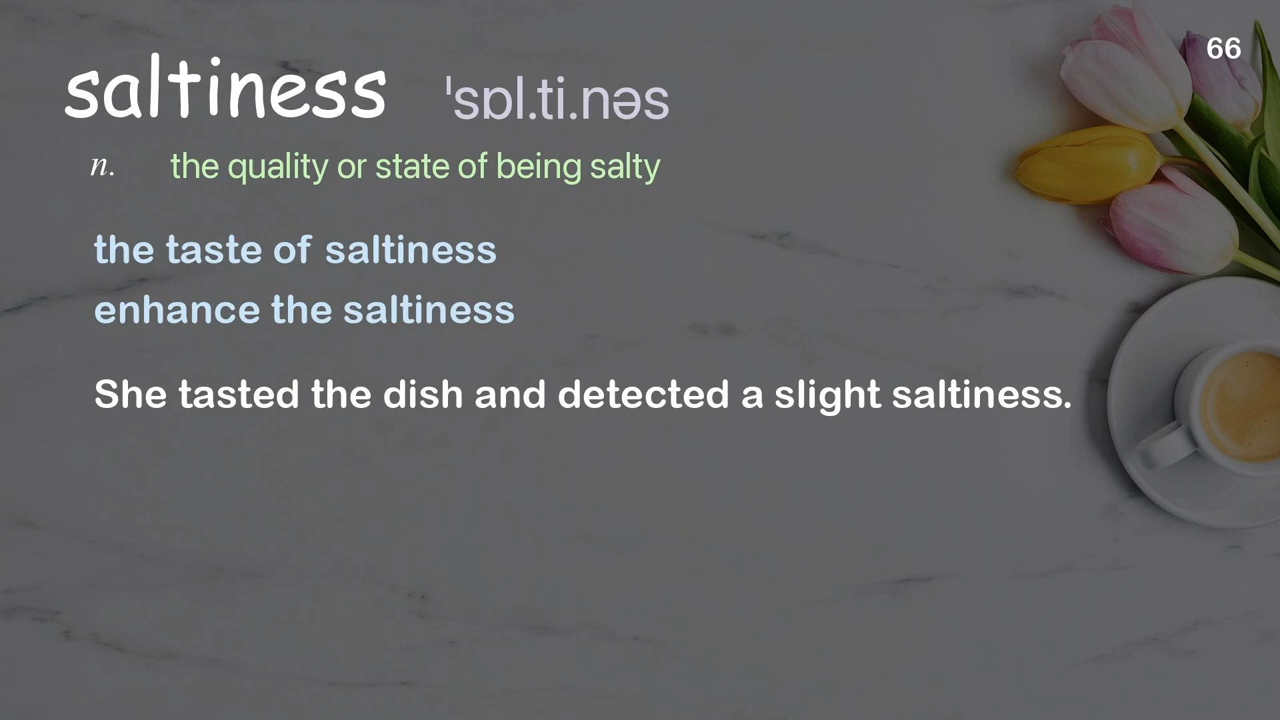 66
saltiness ˈsɒl.ti.nəs
n. the quality or state of being salty
the taste of saltiness
enhance the saltiness
She tasted the dish and detected a slight saltiness.